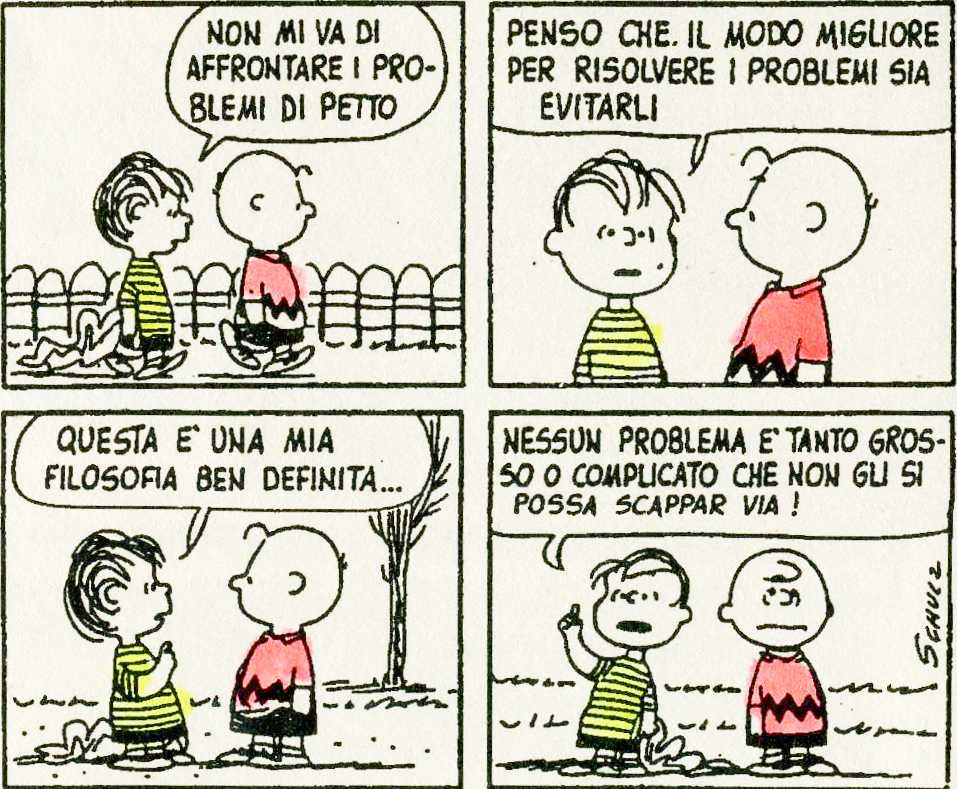 NON MI VA DI
AFFRONTARE I PRO-
BLEMI DI PETTO
PENSO CHE. IL MODO MIGLIORE
PER RISOLVERE I PROBLEMI SIA
EVITARLI
QUESTA E' UNA MIA
FILOSOFIA BEN DEFINITA...
NESSUN PROBLEMA E' TANTO GROS-
SO O COMPLICATO CHE NON GLI SI
POSSA SCAPPAR VIA!
SCHULZ